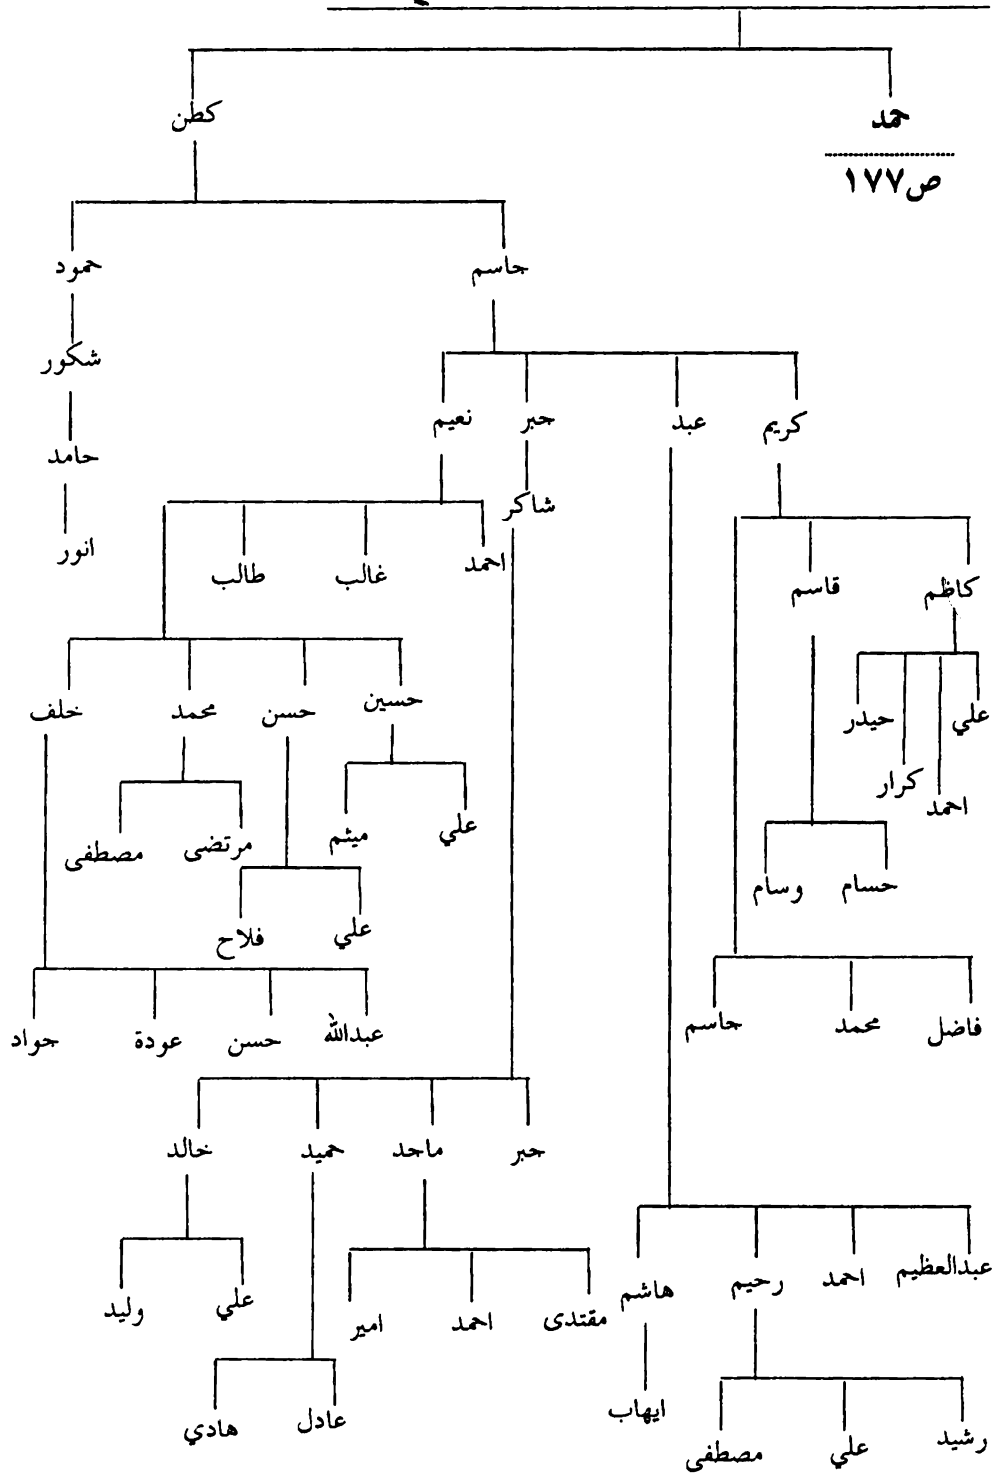 حمد
كطن
ص١٧٧
جاسم
حمود
شكور
كريم
عبد
جبر
نعيم
حامد
شاكر
انور
احمد
غالب
طالب
كاظم
قاسم
حسين
حسن
محمد
خلف
علي
احمد
كرار
حيدر
علي
ميثم
مرتضى
مصطفى
حسام
وسام
علي
فلاح
فاضل
محمد
جاسم
عبدالله
حسن
عودة
جواد
جبر
ماجد
حميد
خالد
عبدالعظيم
احمد
رحيم
هاشم
مقتدى
احمد
امير
علي
وليد
ايهاب
عادل
هادي
رشيد
علي
مصطفى